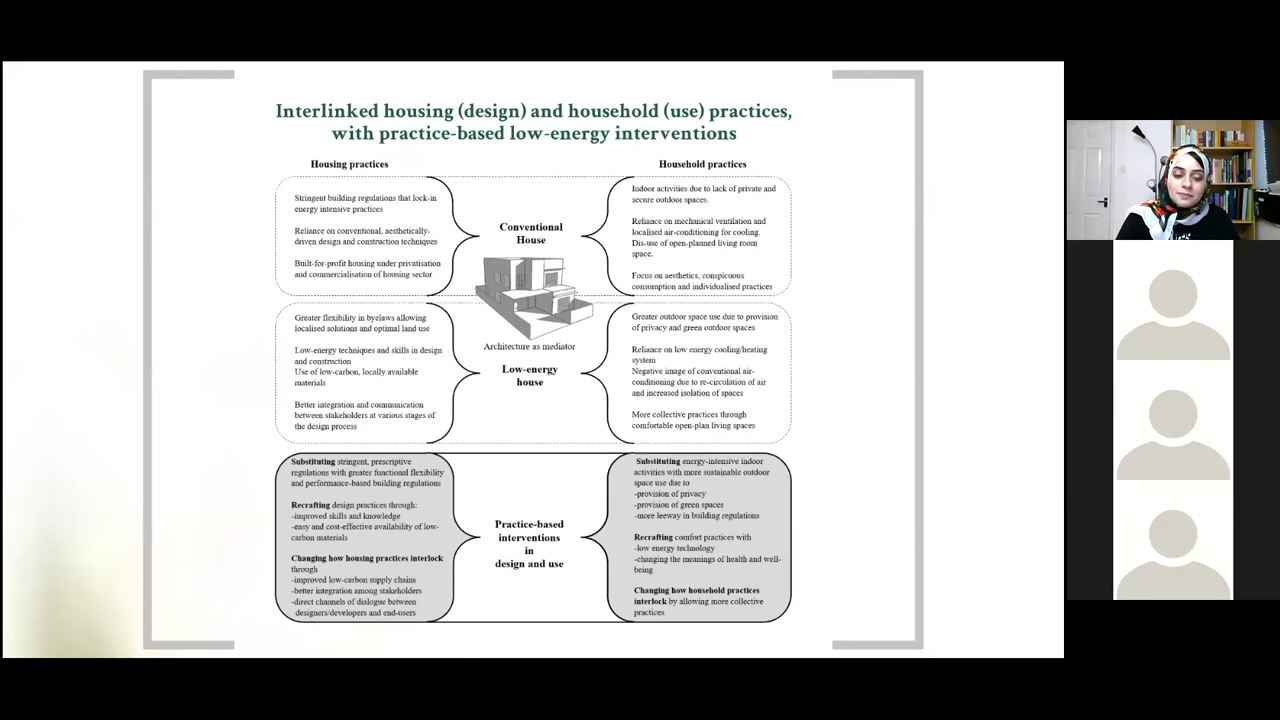 Interlinked housing (design) and household (use) practices,
with practice-based low-energy interventions
Housing practices
Household practices
Stringent building regulations that lock-in
energy intensive practices
Reliance on conventional, aesthetically-
driven design and construction techniques
Built-for-profit housing under privatisation
and commercialisation of housing sector
Conventional
House
Indoor activities due to lack of private and
secure outdoor spaces.
Reliance on mechanical ventilation and
localised air-conditioning for cooling.
Dis-use of open-planned living room
space.
Focus on aesthetics, conspicuous
consumption and individualised practices
Architecture as mediator
Greater flexibility in byelaws allowing
localised solutions and optimal land use
Low-energy techniques and skills in design
and construction
Use of low-carbon, locally available
materials
Better integration and communication
between stakeholders at various stages of
the design process
Low-energy
house
Greater outdoor space use due to provision
of privacy and green outdoor spaces
Reliance on low energy cooling/heating
system
Negative image of conventional air-
conditioning due to re-circulation of air
and increased isolation of spaces
More collective practices through
comfortable open-plan living spaces
Substituting stringent, prescriptive
regulations with greater functional flexibility
and performance-based building regulations
Recrafting design practices through:
-improved skills and knowledge
-easy and cost-effective availability of low-
carbon materials
Changing how housing practices interlock
through
-improved low-carbon supply chains
-better integration among stakeholders
-direct channels of dialogue between
designers/developers and end-users
Practice-based
interventions
in
design and use
Substituting energy-intensive indoor
activities with more sustainable outdoor
space use due to
-provision of privacy
-provision of green spaces
-more leeway in building regulations
Recrafting comfort practices with
-low energy technology
-changing the meanings of health and well-
being
Changing how household practices
interlock by allowing more collective
practices